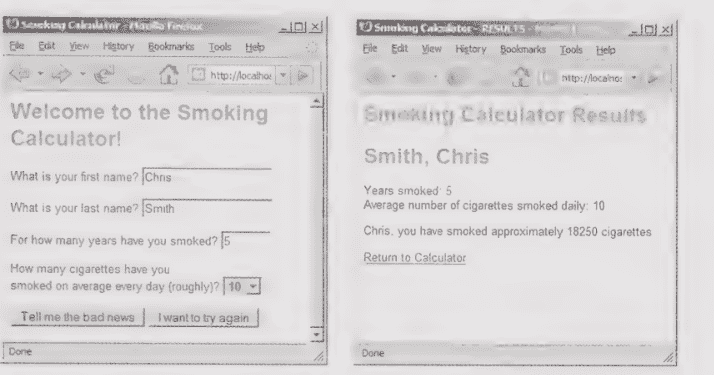 Smoking Calculator - Mozilla Firefox
File Edit View History Bookmarks Tools Help
http://localhos
Welcome to the Smoking
Calculator!
What is your first name? Chris
What is your last name? Smith
For how many years have you smoked? 5
How many cigarettes have you
smoked on average every day (roughly)? 10
Tell me the bad news I want to try again
Done
Smoking Calculator - RESULTS -
File Edit View History Bookmarks Tools Help
http://localhos
Smoking Calculator Results
Smith, Chris
Years smoked: 5
Average number of cigarettes smoked daily: 10
Chris, you have smoked approximately 18250 cigarettes
Return to Calculator
Done